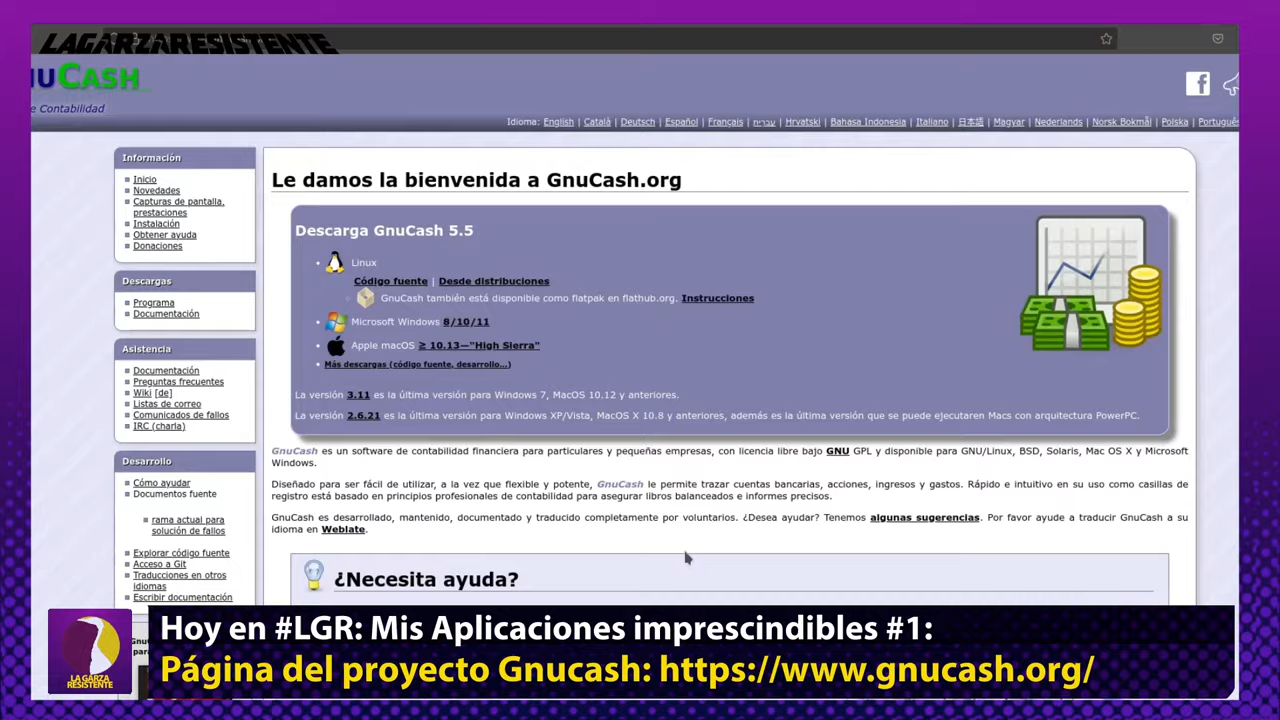 LAGARZARESISTENTE
NUCASH
e Contabilidad
f
Idioma: English | Català | Deutsch | Español | Français | עברית | Hrvatski | Bahasa Indonesia | Italiano | 日本語 | Magyar | Nederlands | Norsk Bokmål | Polska | Português
Información
Inicio
Novedades
Capturas de pantalla,
prestaciones
Instalación
Obtener ayuda
Donaciones
Descargas
Programa
Documentación
Asistencia
Documentación
Preguntas frecuentes
Wiki [de]
Listas de correo
Comunicados de fallos
IRC (charla)
Desarrollo
Cómo ayudar
Documentos fuente
rama actual para
solución de fallos
Explorar código fuente
Acceso a Git
Traducciones en otros
idiomas
Escribir documentación
Le damos la bienvenida a GnuCash.org
Descarga GnuCash 5.5
Linux
Código fuente | Desde distribuciones
GnuCash también está disponible como flatpak en flathub.org. Instrucciones
Microsoft Windows 8/10/11
Apple macOS ≥ 10.13—"High Sierra"
Más descargas (código fuente, desarrollo...)
La versión 3.11 es la última versión para Windows 7, MacOS 10.12 y anteriores.
La versión 2.6.21 es la última versión para Windows XP/Vista, MacOS X 10.8 y anteriores, además es la última versión que se puede ejecutaren Macs con arquitectura PowerPC.
GnuCash es un software de contabilidad financiera para particulares y pequeñas empresas, con licencia libre bajo GNU GPL y disponible para GNU/Linux, BSD, Solaris, Mac OS X y Microsoft
Windows.
Diseñado para ser fácil de utilizar, a la vez que flexible y potente, GnuCash le permite trazar cuentas bancarias, acciones, ingresos y gastos. Rápido e intuitivo en su uso como casillas de
registro está basado en principios profesionales de contabilidad para asegurar libros balanceados e informes precisos.
GnuCash es desarrollado, mantenido, documentado y traducido completamente por voluntarios. ¿Desea ayudar? Tenemos algunas sugerencias. Por favor ayude a traducir GnuCash a su
idioma en Weblate.
¿Necesita ayuda?
Hoy en #LGR: Mis Aplicaciones imprescindibles #1:
Página del proyecto Gnucash: https://www.gnucash.org/
LA GARZA
RESISTENTE